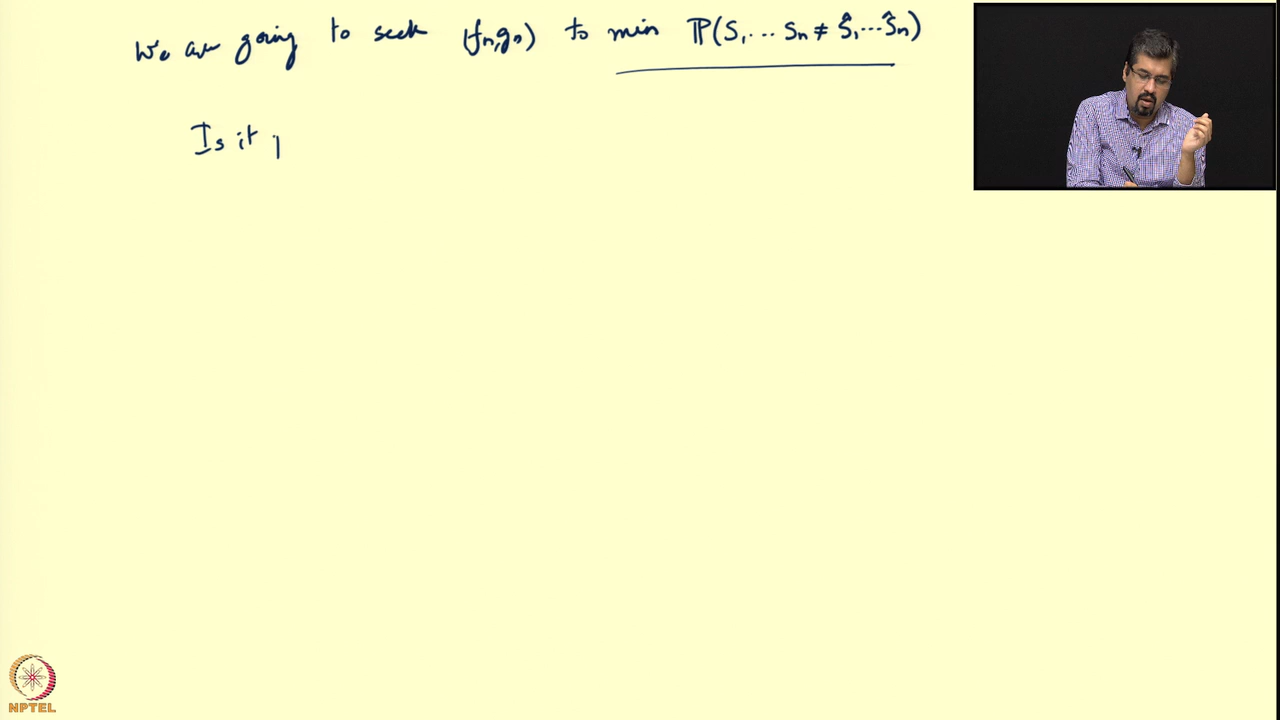 We are going to seek (fn,gn) to min ℙ(S1 ... Sn ≠ Ŝ1...Ŝn)
Is it p
NPTEL